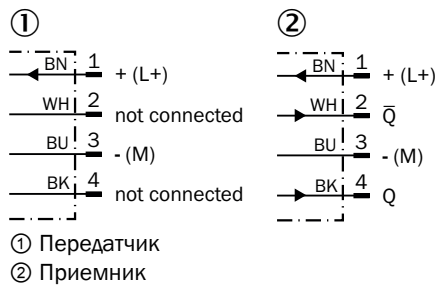 ① ②
BN 1 + (L+)
WH 2 not connected
BU 3 - (M)
BK 4 not connected
BN 1 + (L+)
WH 2 Q̅
BU 3 - (M)
BK 4 Q
① Передатчик
② Приемник